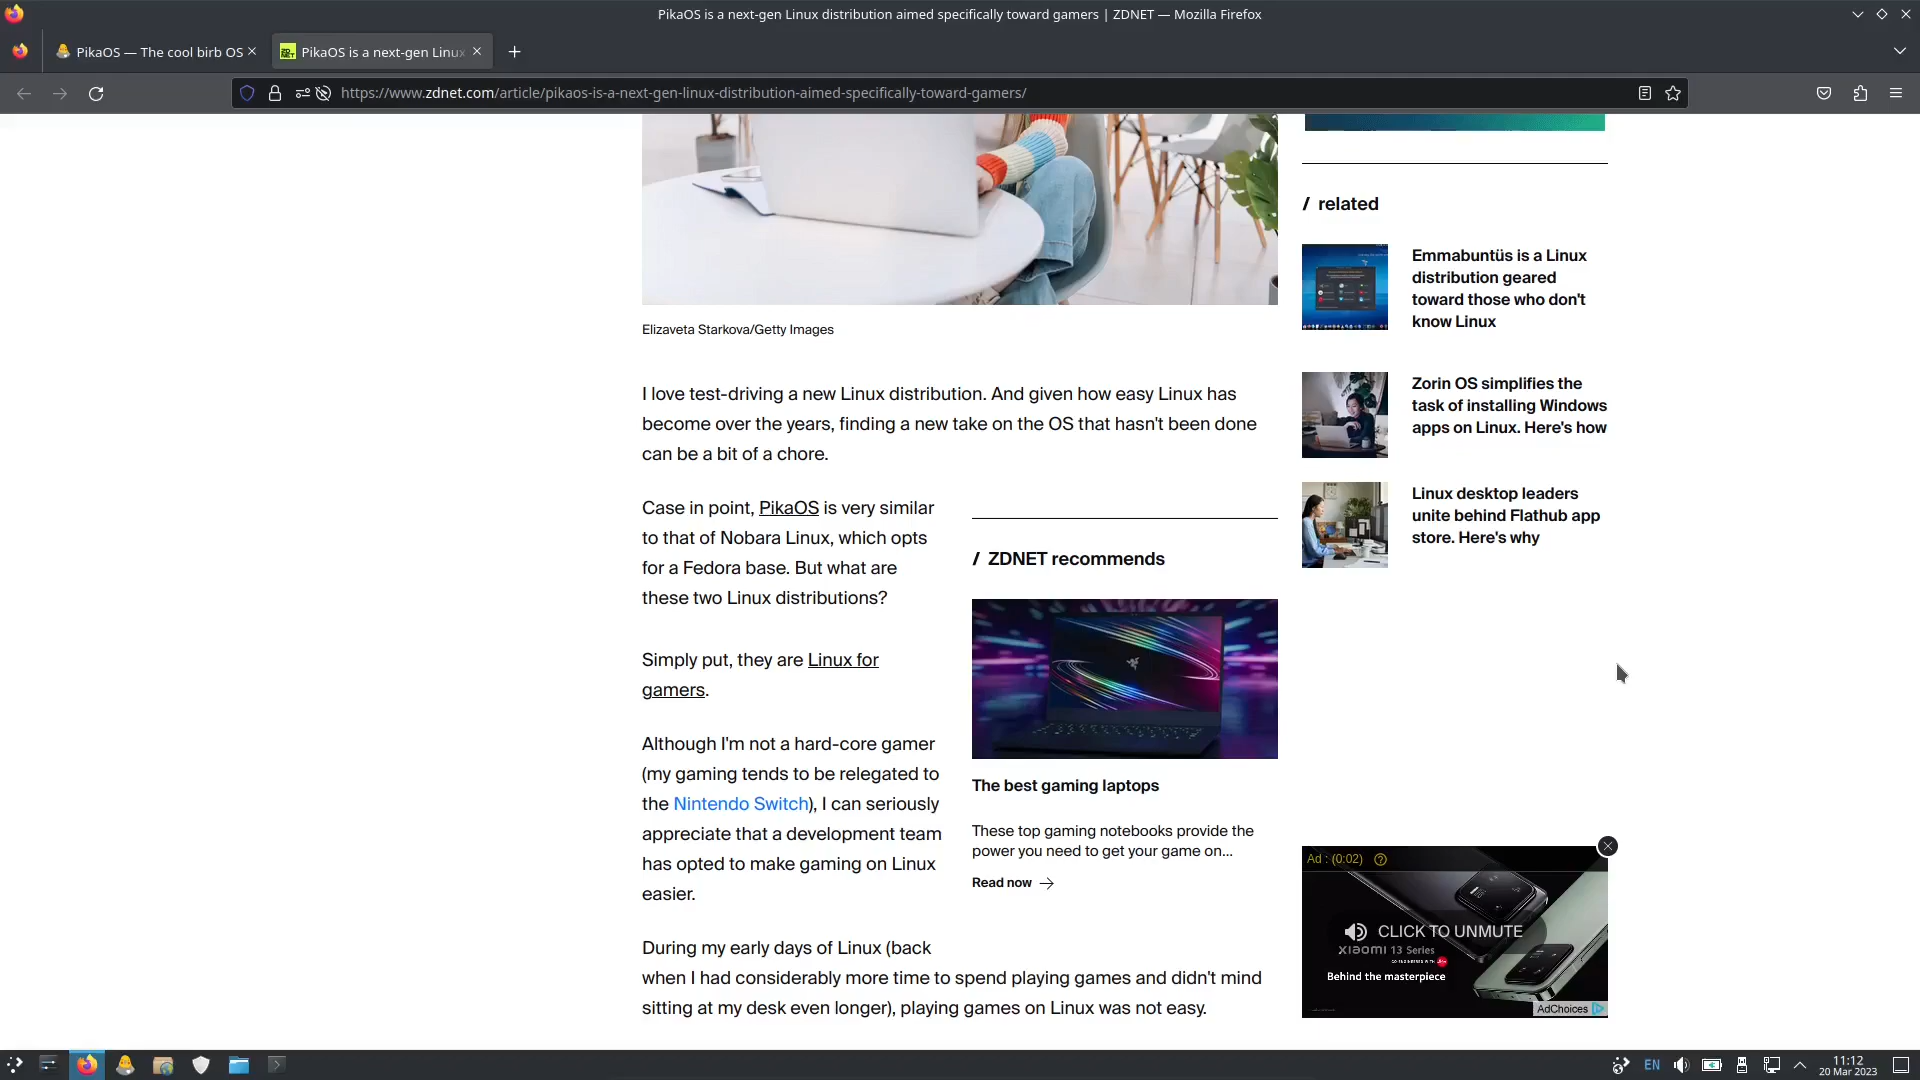 PikaOS is a next-gen Linux distribution aimed specifically toward gamers | ZDNET — Mozilla Firefox
PikaOS — The cool birb OS
PikaOS is a next-gen Linux
https://www.zdnet.com/article/pikaos-is-a-next-gen-linux-distribution-aimed-specifically-toward-gamers/
Elizaveta Starkova/Getty Images
I love test-driving a new Linux distribution. And given how easy Linux has
become over the years, finding a new take on the OS that hasn't been done
can be a bit of a chore.
Case in point, PikaOS is very similar
to that of Nobara Linux, which opts
for a Fedora base. But what are
these two Linux distributions?
Simply put, they are Linux for
gamers.
Although I'm not a hard-core gamer
(my gaming tends to be relegated to
the Nintendo Switch), I can seriously
appreciate that a development team
has opted to make gaming on Linux
easier.
During my early days of Linux (back
when I had considerably more time to spend playing games and didn't mind
sitting at my desk even longer), playing games on Linux was not easy.
/ ZDNET recommends
The best gaming laptops
These top gaming notebooks provide the
power you need to get your game on...
Read now
/ related
Emmabuntüs is a Linux
distribution geared
toward those who don't
know Linux
Zorin OS simplifies the
task of installing Windows
apps on Linux. Here's how
Linux desktop leaders
unite behind Flathub app
store. Here's why
Ad : (0:02)
CLICK TO UNMUTE
xiaomi 13 Series
Behind the masterpiece
AdChoices
EN
11:12
20 Mar 2023